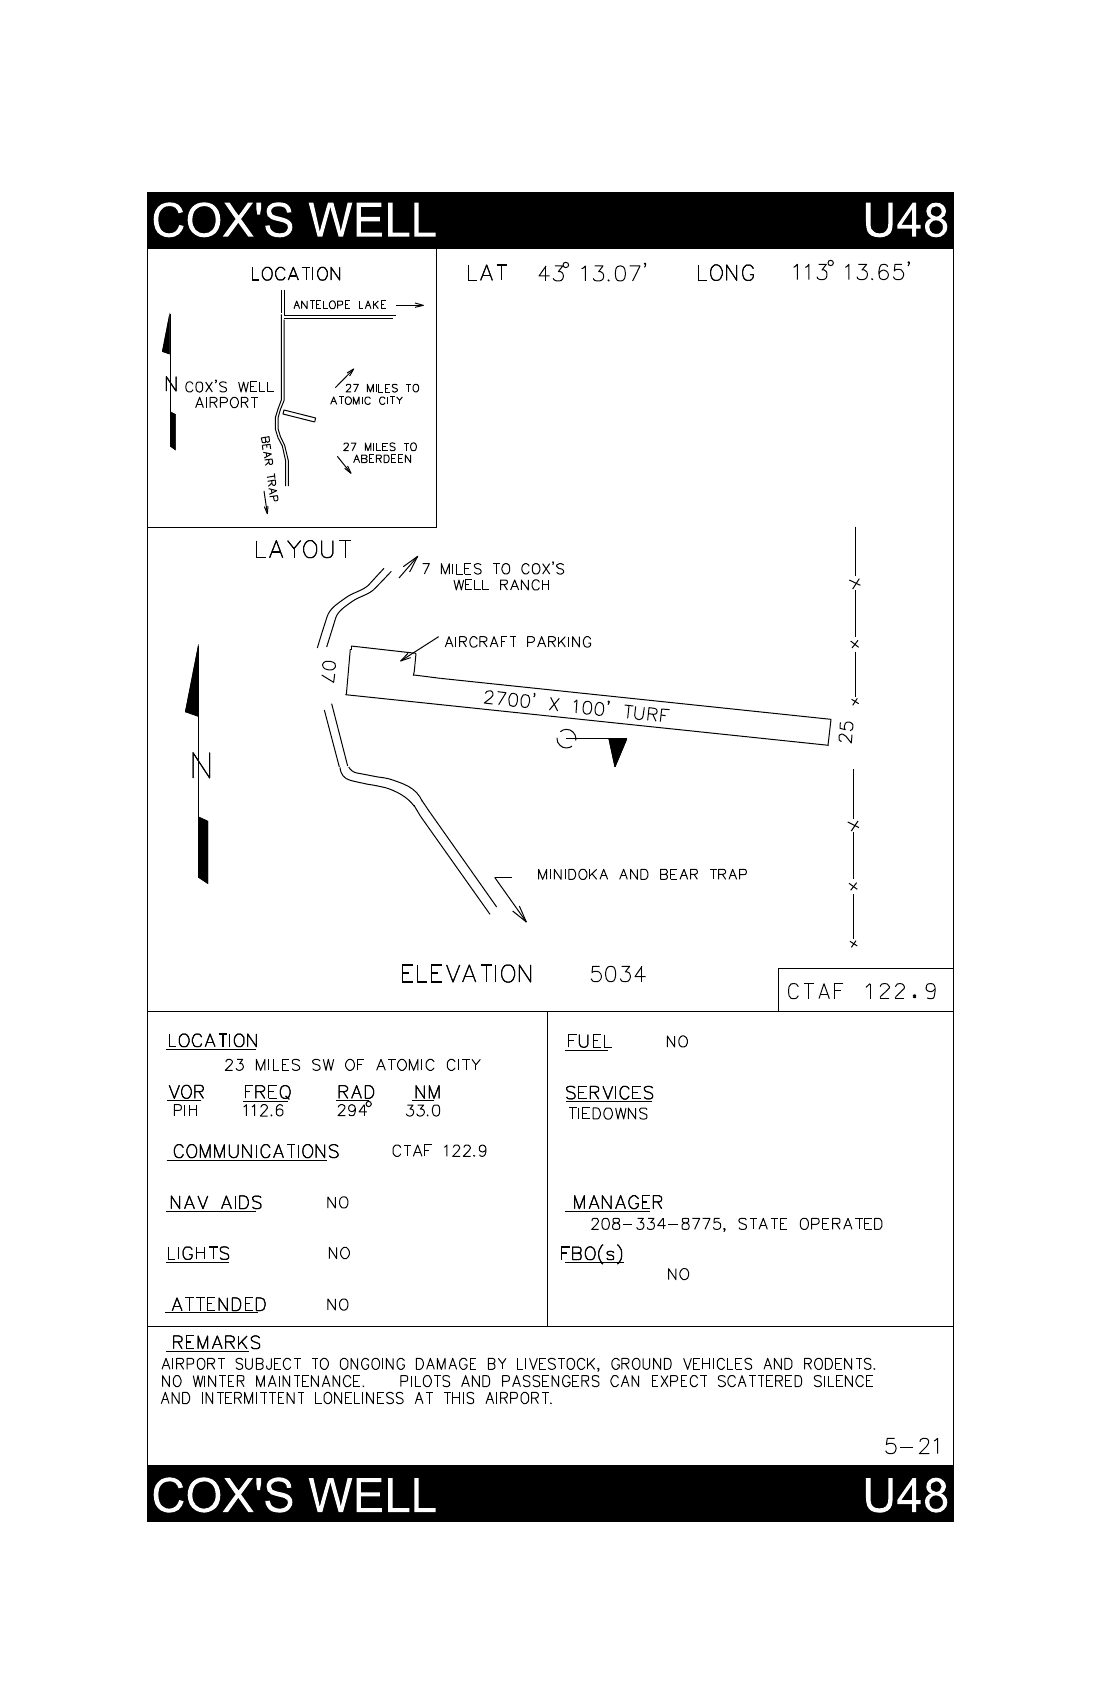 COX'S WELL U48
LAT 43° 13.07' LONG 113° 13.65'
LOCATION
ANTELOPE LAKE
N
COX'S WELL
AIRPORT
27 MILES TO
ATOMIC CITY
27 MILES TO
ABERDEEN
BEAR TRAP
LAYOUT
7 MILES TO COX'S
WELL RANCH
AIRCRAFT PARKING
07
2700' X 100' TURF
25
N
MINIDOKA AND BEAR TRAP
ELEVATION 5034
CTAF 122.9
LOCATION
23 MILES SW OF ATOMIC CITY
VOR FREQ RAD NM
PIH 112.6 294° 33.0
COMMUNICATIONS CTAF 122.9
NAV AIDS NO
LIGHTS NO
ATTENDED NO
FUEL NO
SERVICES
TIEDOWNS
MANAGER
208-334-8775, STATE OPERATED
FBO(s)
NO
REMARKS
AIRPORT SUBJECT TO ONGOING DAMAGE BY LIVESTOCK, GROUND VEHICLES AND RODENTS.
NO WINTER MAINTENANCE. PILOTS AND PASSENGERS CAN EXPECT SCATTERED SILENCE
AND INTERMITTENT LONELINESS AT THIS AIRPORT.
5-21
COX'S WELL U48